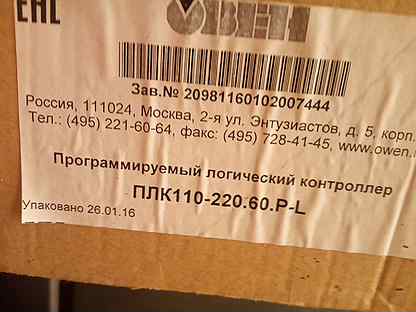 EAC ОВЕН
Зав.№ 20981160102007444
Россия, 111024, Москва, 2-я ул. Энтузиастов, д. 5, корп.
Тел.: (495) 221-60-64, факс: (495) 728-41-45, www.owen.
Программируемый логический контроллер
ПЛК110-220.60.Р-L
Упаковано 26.01.16